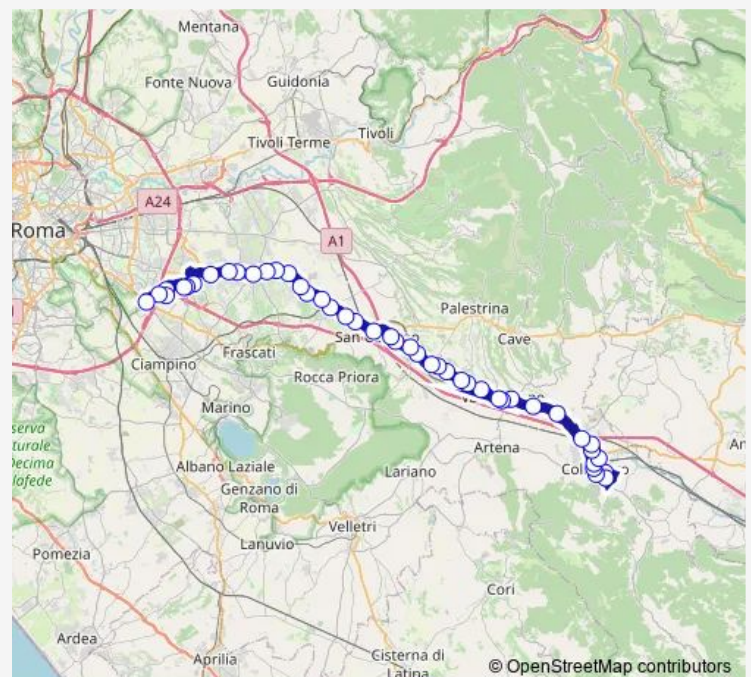 Mentana
Fonte Nuova
Guidonia
Tivoli
Tivoli Terme
A24
Roma
A1
Palestrina
Cave
Ciampino
Frascati
Rocca Priora
Marino
Artena
Albano Laziale
Lariano
Genzano di
Roma
Velletri
Lanuvio
Pomezia
Cori
Ardea
Aprilia
Cisterna di
Latina
© OpenStreetMap contributors